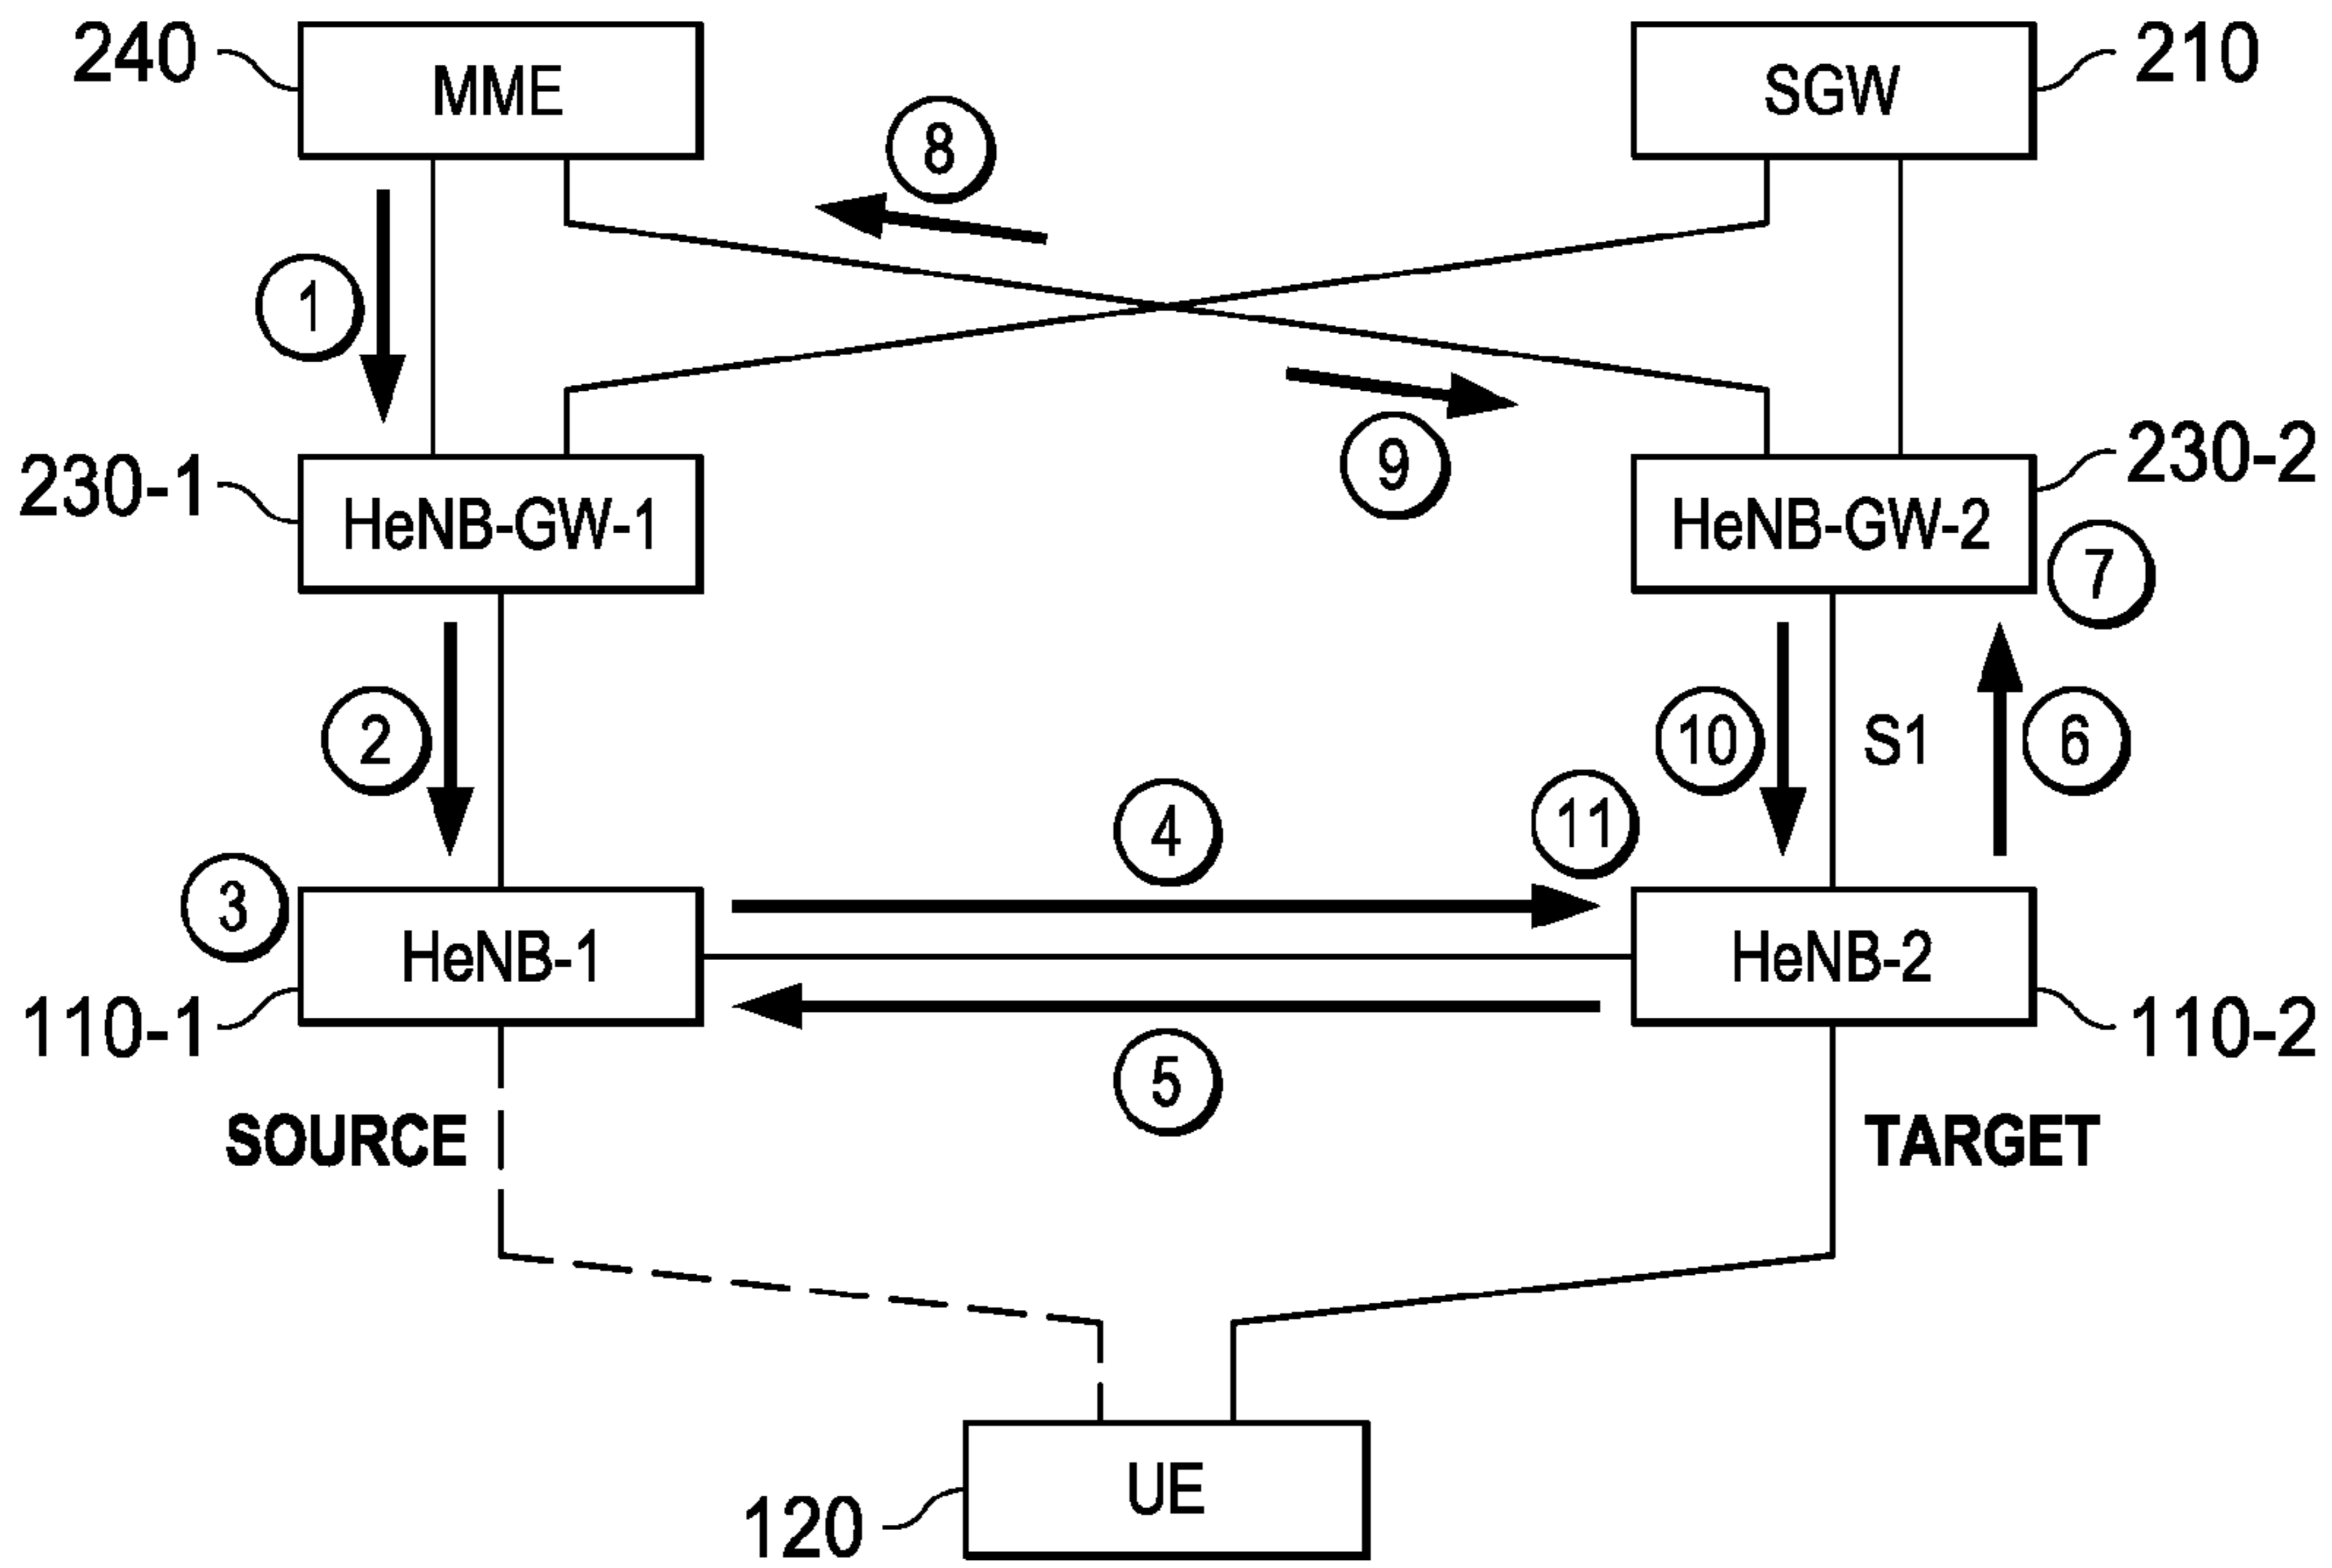 240
MME
SGW
210
8
1
9
230-1
HeNB-GW-1
HeNB-GW-2
230-2
7
2
10
S1
6
4
11
3
HeNB-1
HeNB-2
110-1
110-2
5
SOURCE
TARGET
UE
120